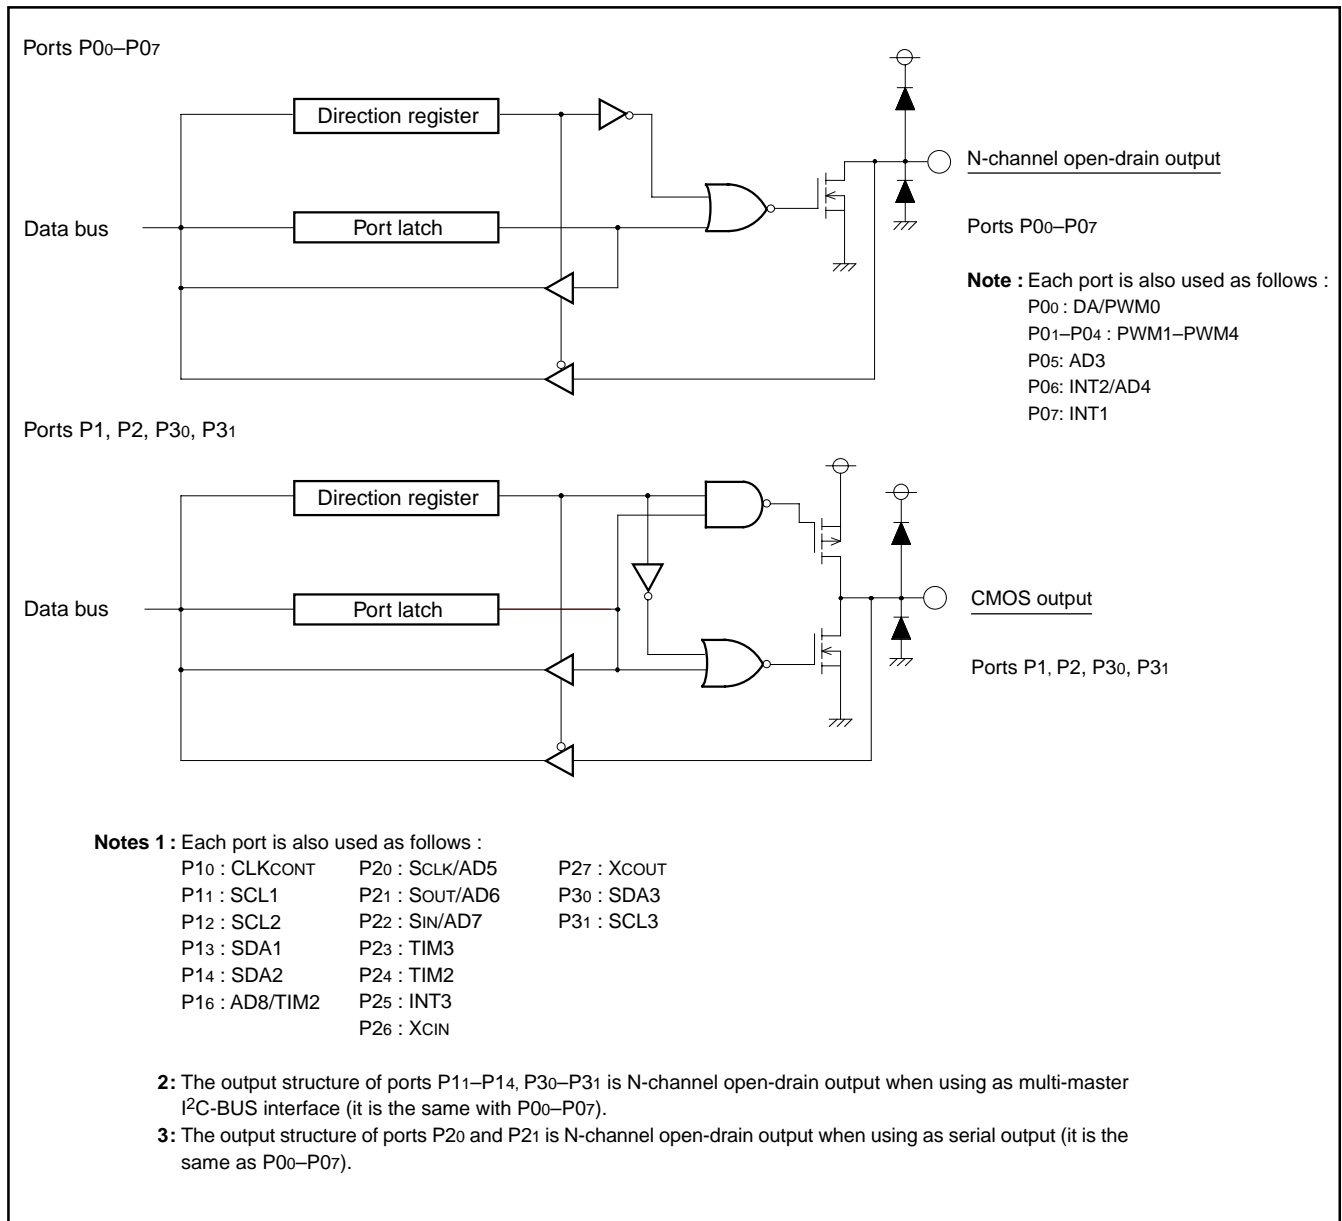 Ports P00–P07
Direction register
N-channel open-drain output
Data bus
Port latch
Ports P00–P07
Note : Each port is also used as follows :
P00 : DA/PWM0
P01–P04 : PWM1–PWM4
P05: AD3
P06: INT2/AD4
P07: INT1
Ports P1, P2, P30, P31
Direction register
Data bus
Port latch
CMOS output
Ports P1, P2, P30, P31
Notes 1 : Each port is also used as follows :
P10 : CLKCONT P20 : SCLK/AD5 P27 : XCOUT
P11 : SCL1 P21 : SOUT/AD6 P30 : SDA3
P12 : SCL2 P22 : SIN/AD7 P31 : SCL3
P13 : SDA1 P23 : TIM3
P14 : SDA2 P24 : TIM2
P16 : AD8/TIM2 P25 : INT3
P26 : XCIN
2: The output structure of ports P11–P14, P30–P31 is N-channel open-drain output when using as multi-master
I2C-BUS interface (it is the same with P00–P07).
3: The output structure of ports P20 and P21 is N-channel open-drain output when using as serial output (it is the
same as P00–P07).